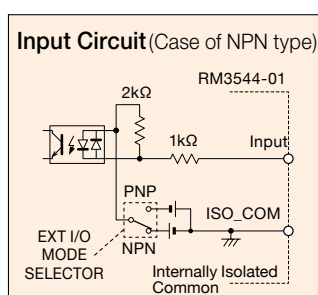 Input Circuit (Case of NPN type)
RM3544-01
2kΩ
1kΩ
Input
PNP
ISO_COM
EXT I/O
MODE
SELECTOR
NPN
Internally Isolated
Common